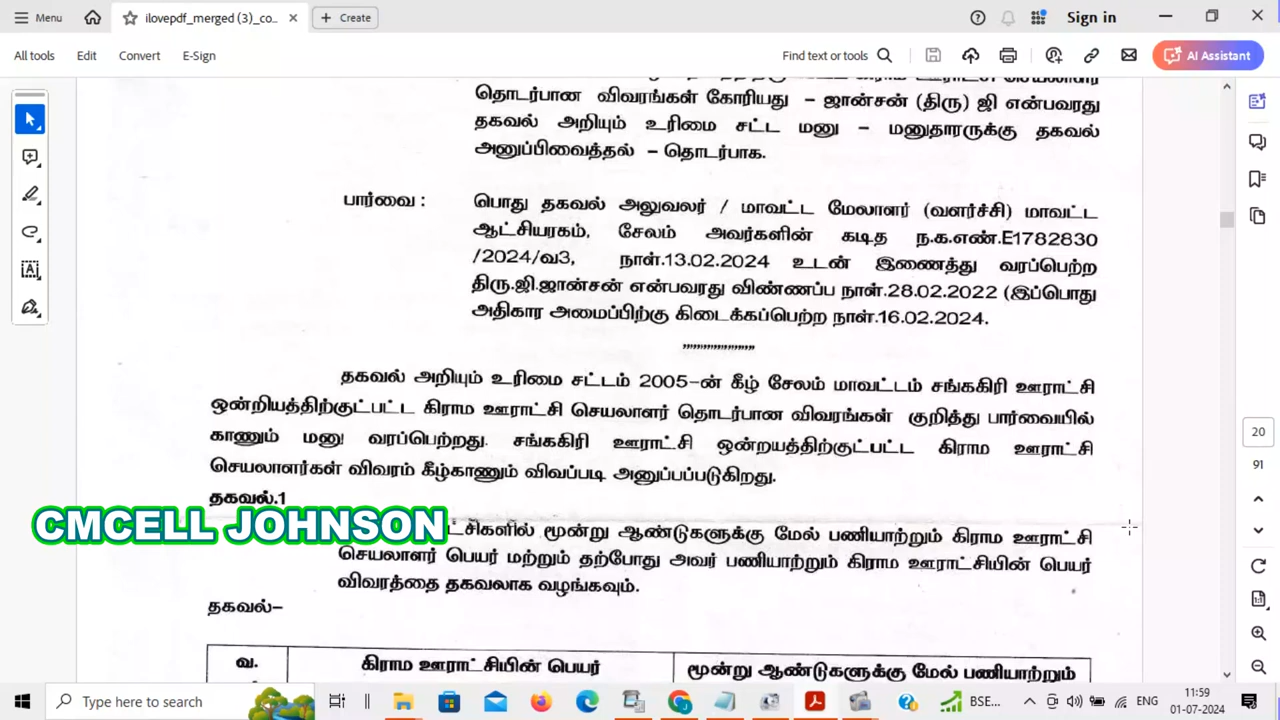 Menu
ilovepdf_merged (3)_co...
Create
Sign in
All tools
Edit
Convert
E-Sign
Find text or tools
AI Assistant
தொடர்பான விவரங்கள் கோரியது – ஜான்சன் (திரு) ஜி என்பவரது
தகவல் அறியும் உரிமை சட்ட மனு – மனுதாரருக்கு தகவல்
அனுப்பிவைத்தல் – தொடர்பாக.
பார்வை :
பொது தகவல் அலுவலர் / மாவட்ட மேலாளர் (வளர்ச்சி) மாவட்ட
ஆட்சியரகம், சேலம் அவர்களின் கடித ந.க.எண்.E1782830
/2024/வ3, நாள்.13.02.2024 உடன் இணைத்து வரப்பெற்ற
திரு.ஜி.ஜான்சன் என்பவரது விண்ணப்ப நாள்.28.02.2022 (இப்பொது
அதிகார அமைப்பிற்கு கிடைக்கப்பெற்ற நாள்.16.02.2024.
,,,,,,,,,,,,,,,,,,,
தகவல் அறியும் உரிமை சட்டம் 2005-ன் கீழ் சேலம் மாவட்டம் சங்ககிரி ஊராட்சி
ஒன்றியத்திற்குட்பட்ட கிராம ஊராட்சி செயலாளர் தொடர்பான விவரங்கள் குறித்து பார்வையில்
காணும் மனு வரப்பெற்றது. சங்ககிரி ஊராட்சி ஒன்றயத்திற்குட்பட்ட கிராம ஊராட்சி
செயலாளர்கள் விவரம் கீழ்காணும் விவப்படி அனுப்பப்படுகிறது.
தகவல்.1
CMCELL JOHNSON
ட்சிகளில் மூன்று ஆண்டுகளுக்கு மேல் பணியாற்றும் கிராம ஊராட்சி
செயலாளர் பெயர் மற்றும் தற்போது அவர் பணியாற்றும் கிராம ஊராட்சியின் பெயர்
விவரத்தை தகவலாக வழங்கவும்.
தகவல்–
வ.
கிராம ஊராட்சியின் பெயர்
மூன்று ஆண்டுகளுக்கு மேல் பணியாற்றும்
20
91
Type here to search
BSE...
ENG
11:59
01-07-2024